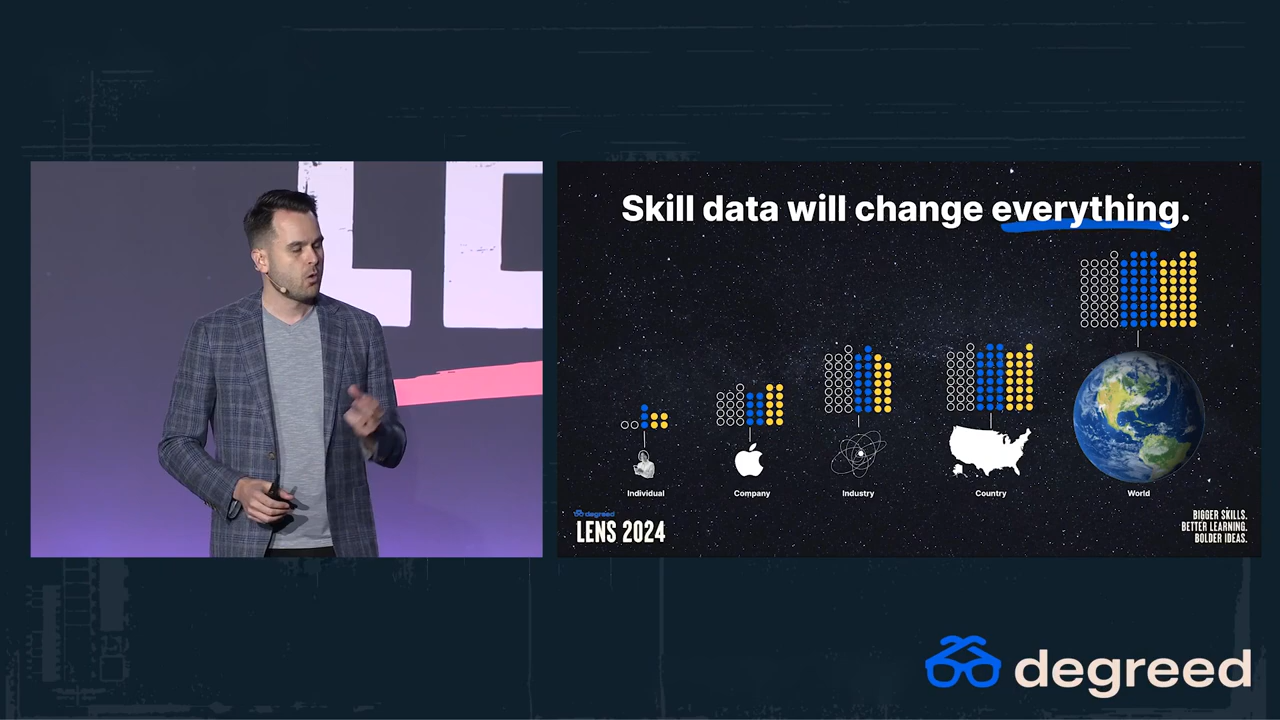 LE
Skill data will change everything.
Individual
Company
Industry
Country
World
degreed
LENS 2024
BIGGER SKILLS.
BETTER LEARNING.
BOLDER IDEAS.
degreed